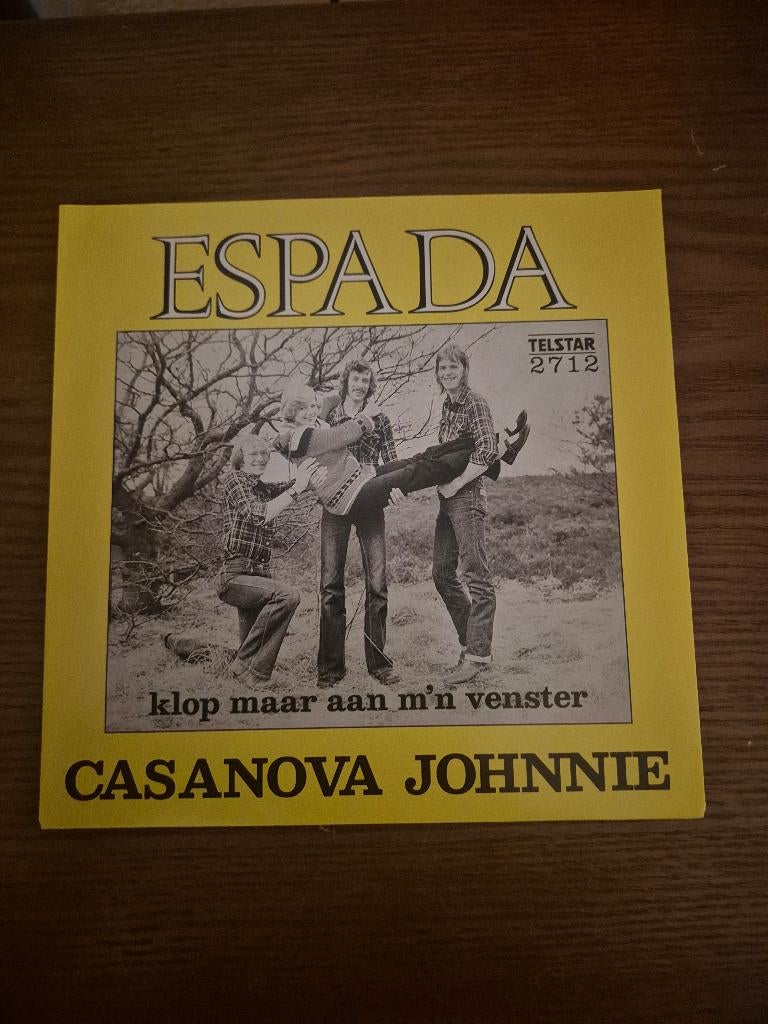 ESPADA
TELSTAR
2712
klop maar aan m'n venster
CASANOVA JOHNNIE